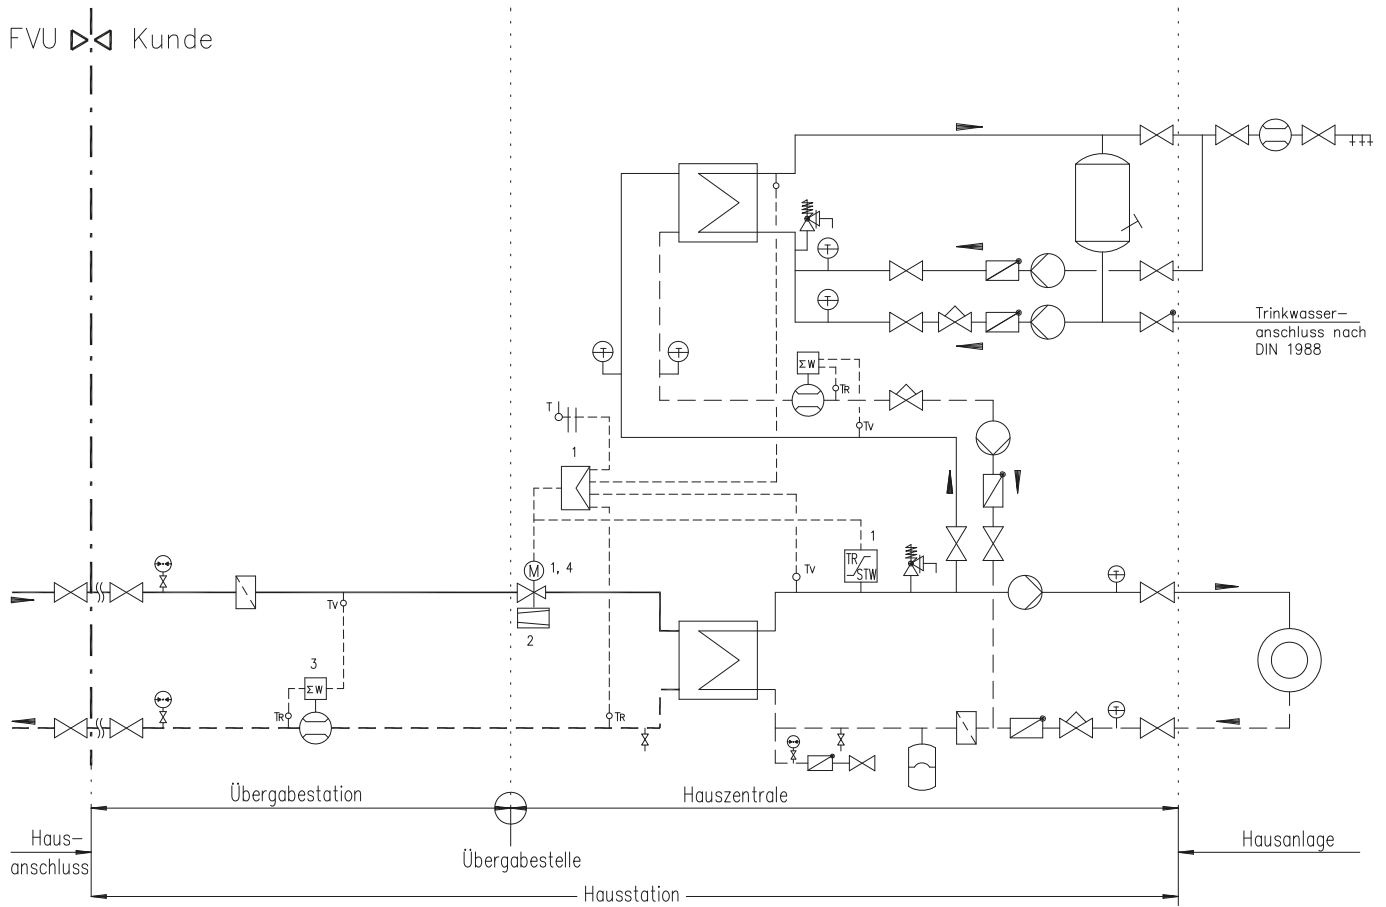 FVU Kunde
T
T
Trinkwasser-
anschluss nach
DIN 1988
T
T
ΣW
TR
T
TV
1
1
TR
STW
M 1, 4
TV
T
TV
2
3
ΣW
TR
TR
T
Übergabestation
Hauszentrale
Haus-
anschluss
Hausanlage
Übergabestelle
Hausstation